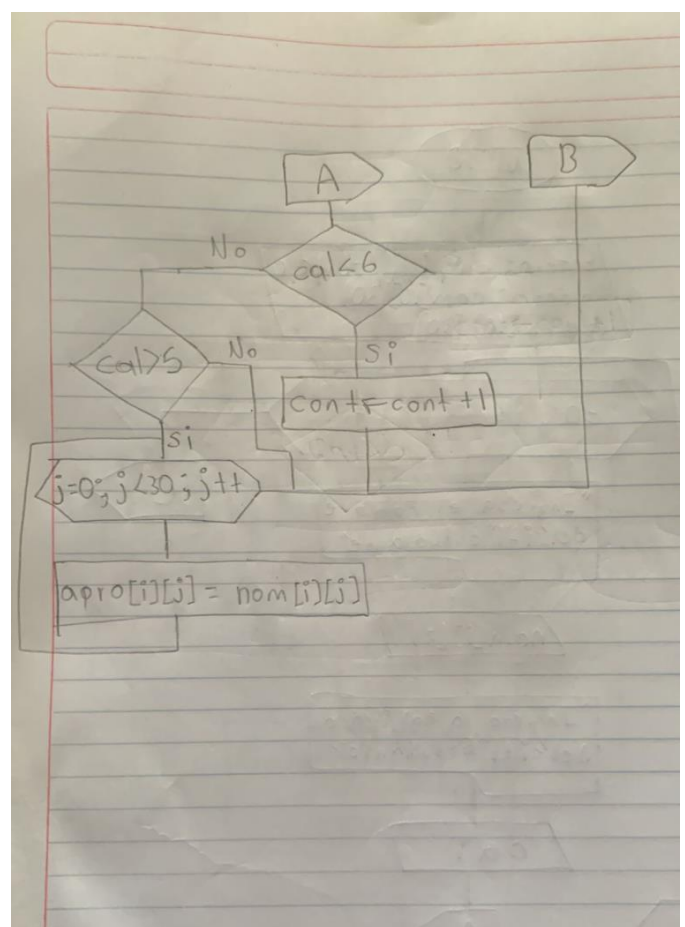 A
B
No
cal<6
cal>5
No
si
cont=cont+1
si
j=0; j<30; j++
apro[i][j] = nom[i][j]